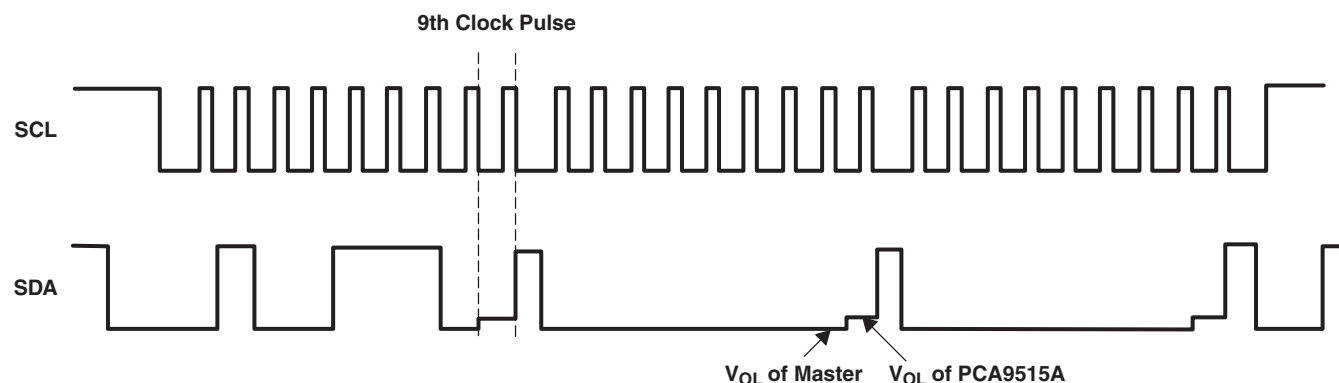 9th Clock Pulse
SCL
SDA
VOL of Master
VOL of PCA9515A